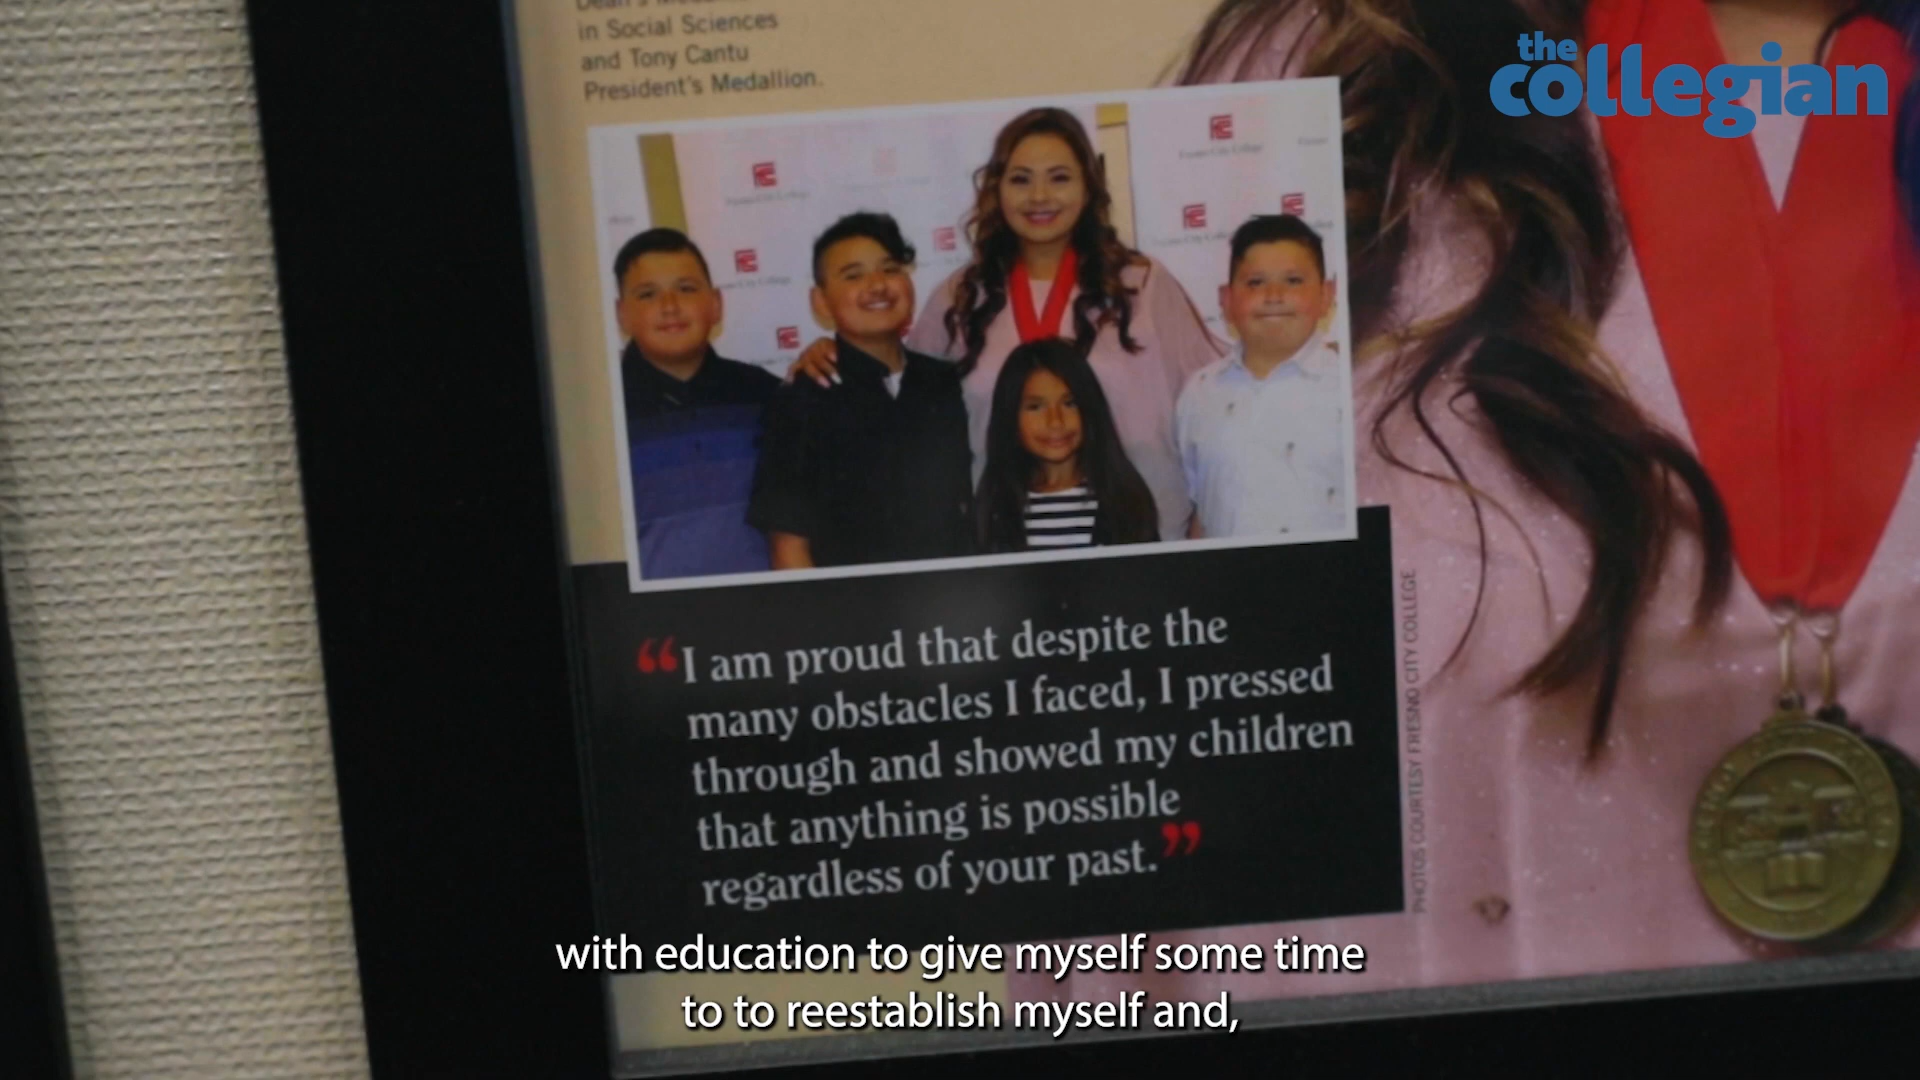 in Social Sciences
and Tony Cantu
President's Medallion.
the
collegian
“I am proud that despite the
many obstacles I faced, I pressed
through and showed my children
that anything is possible
regardless of your past.”
PHOTOS COURTESY FRESNO CITY COLLEGE
with education to give myself some time
to to reestablish myself and,